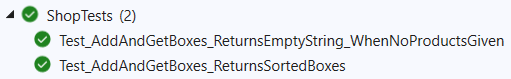 ShopTests (2)
Test_AddAndGetBoxes_ReturnsEmptyString_WhenNoProductsGiven
Test_AddAndGetBoxes_ReturnsSortedBoxes